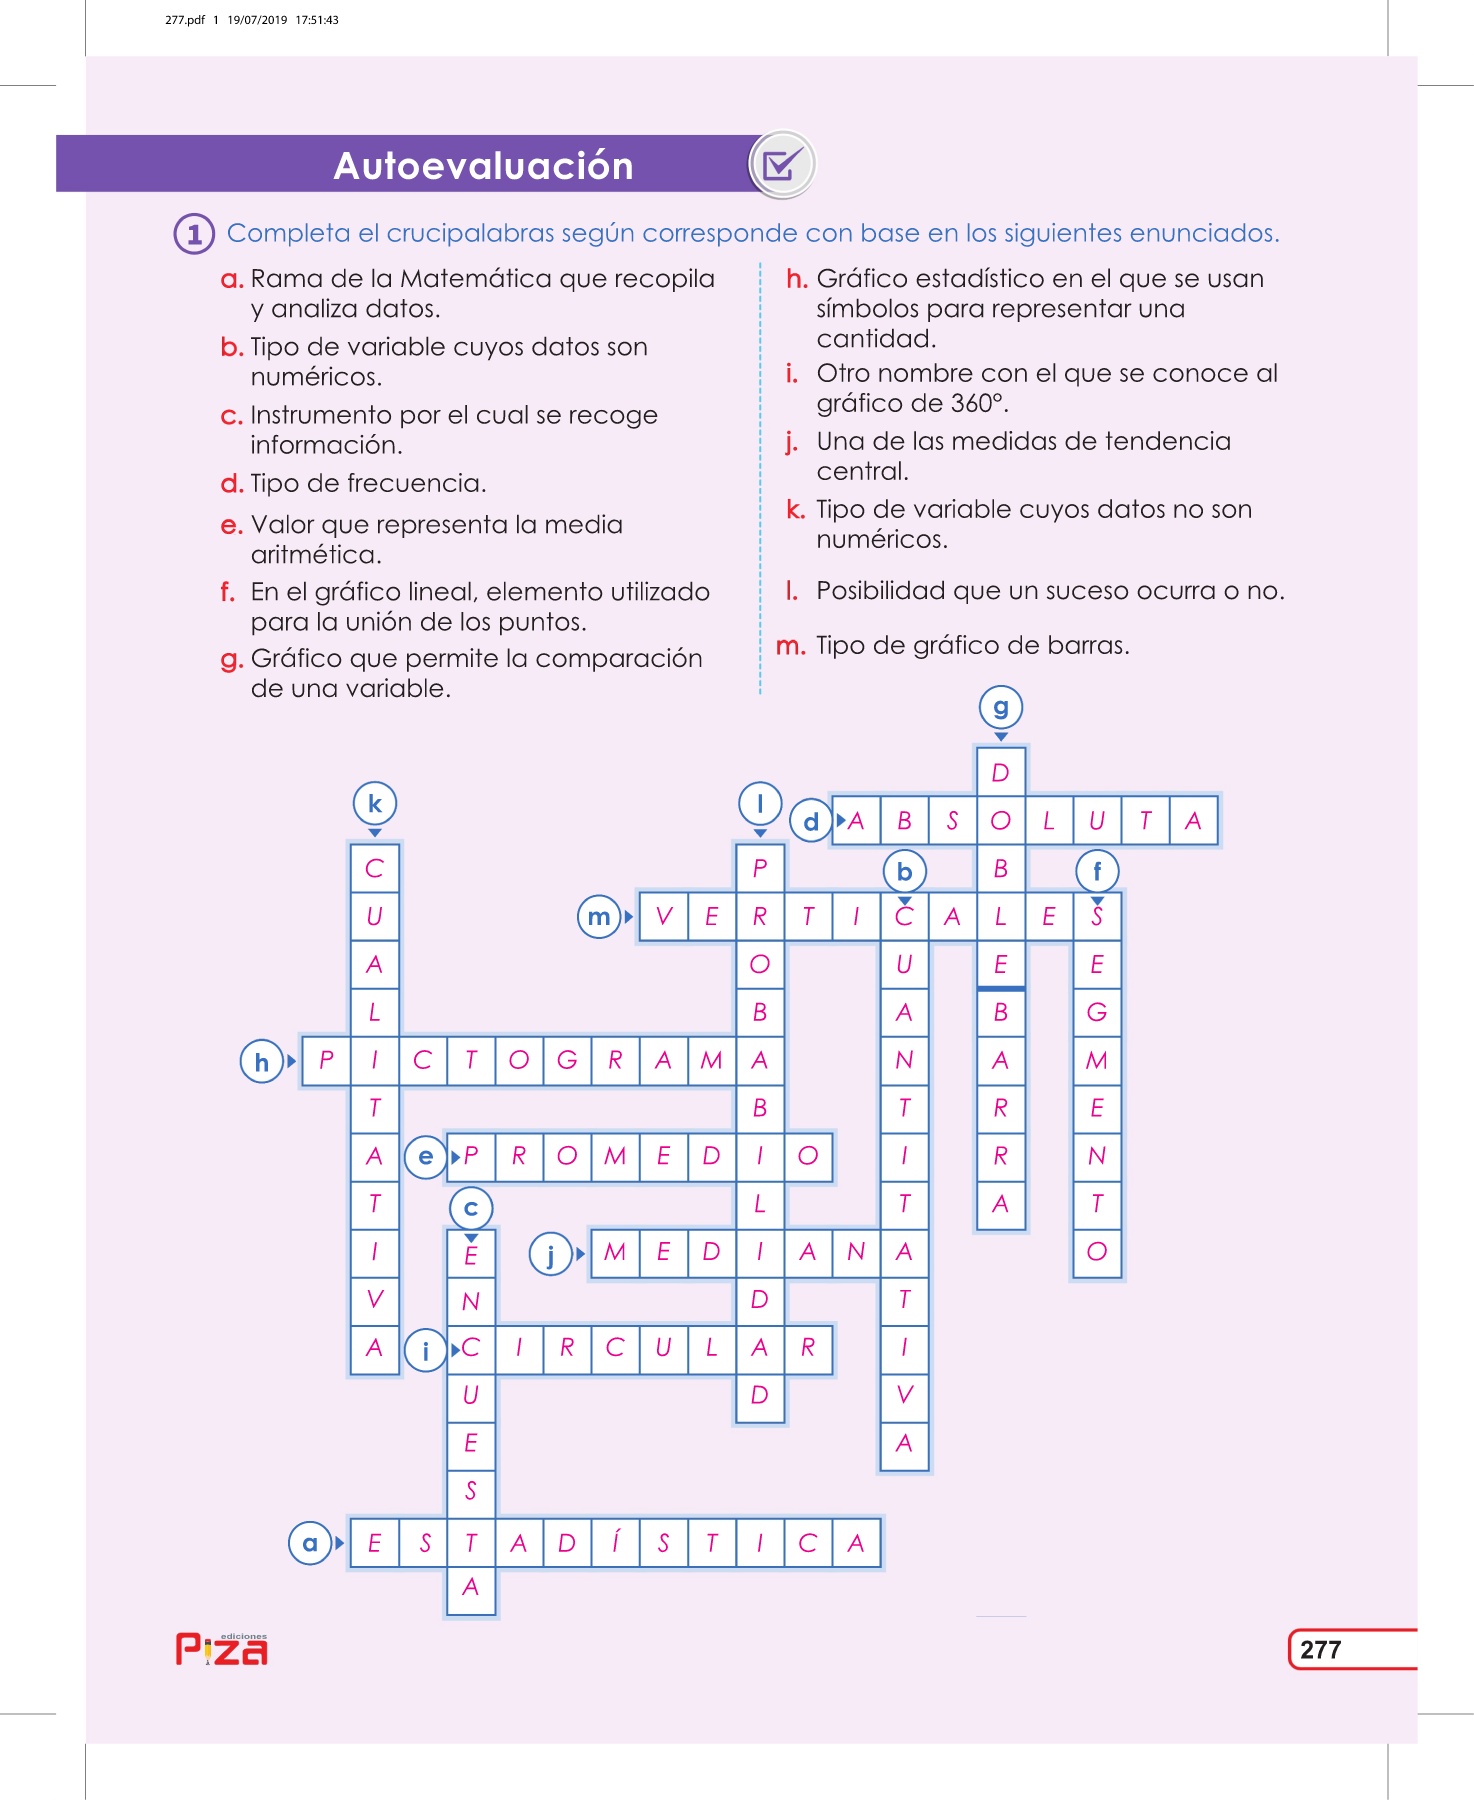 277.pdf 1 19/07/2019 17:51:43
Autoevaluación
1 Completa el crucipalabras según corresponde con base en los siguientes enunciados.
a. Rama de la Matemática que recopila
y analiza datos.
b. Tipo de variable cuyos datos son
numéricos.
c. Instrumento por el cual se recoge
información.
d. Tipo de frecuencia.
e. Valor que representa la media
aritmética.
f. En el gráfico lineal, elemento utilizado
para la unión de los puntos.
g. Gráfico que permite la comparación
de una variable.
h. Gráfico estadístico en el que se usan
símbolos para representar una
cantidad.
i. Otro nombre con el que se conoce al
gráfico de 360°.
j. Una de las medidas de tendencia
central.
k. Tipo de variable cuyos datos no son
numéricos.
l. Posibilidad que un suceso ocurra o no.
m. Tipo de gráfico de barras.
g
D
k l d A B S O L U T A
C P b B f
U m V E R T I C A L E S
A O U E E
L B A B G
h P I C T O G R A M A N A M
T B T R E
A e P R O M E D I O I R N
T c L T A T
I E j M E D I A N A O
V N D T
A i C I R C U L A R I
U D V
E A
S
a E S T A D Í S T I C A
A
ediciones
Piza
277